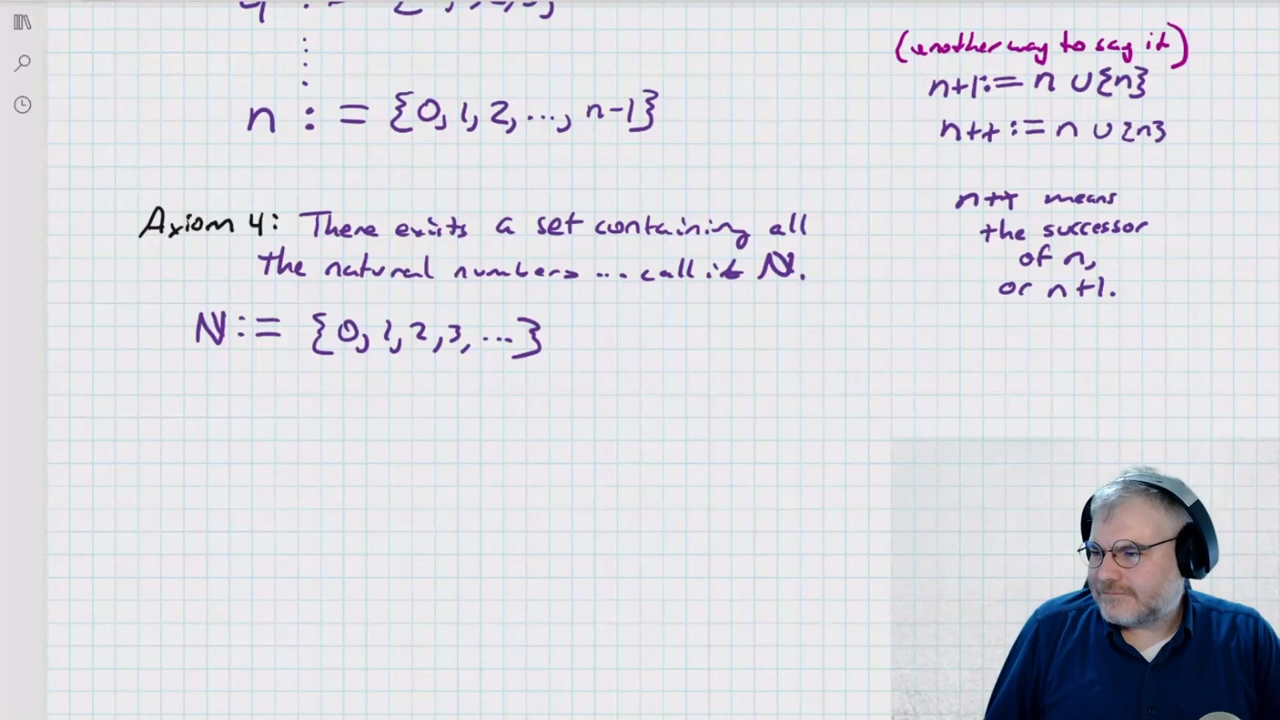 n := {0, 1, 2, ..., n-1}
Axiom 4: There exists a set containing all
the natural numbers ... call it ℕ.
ℕ := {0, 1, 2, 3, ...}
(another way to say it)
n+1 := n ∪ {n}
n++ := n ∪ {n}
n++ means
the successor
of n,
or n+1.